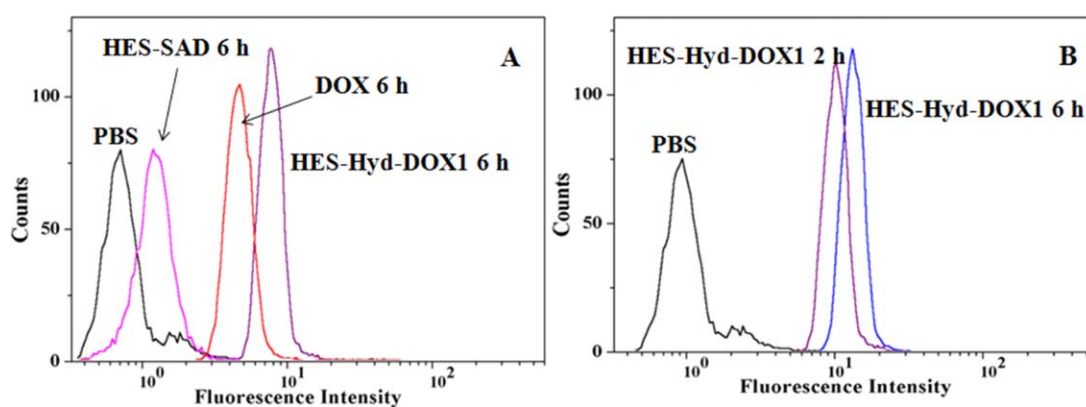 HES-SAD 6 h
A
DOX 6 h
100
PBS
HES-Hyd-DOX1 6 h
Counts
50
0
10⁰
10¹
10²
Fluorescence Intensity
B
HES-Hyd-DOX1 2 h
100
HES-Hyd-DOX1 6 h
PBS
Counts
50
0
10⁰
10¹
10²
Fluorescence Intensity